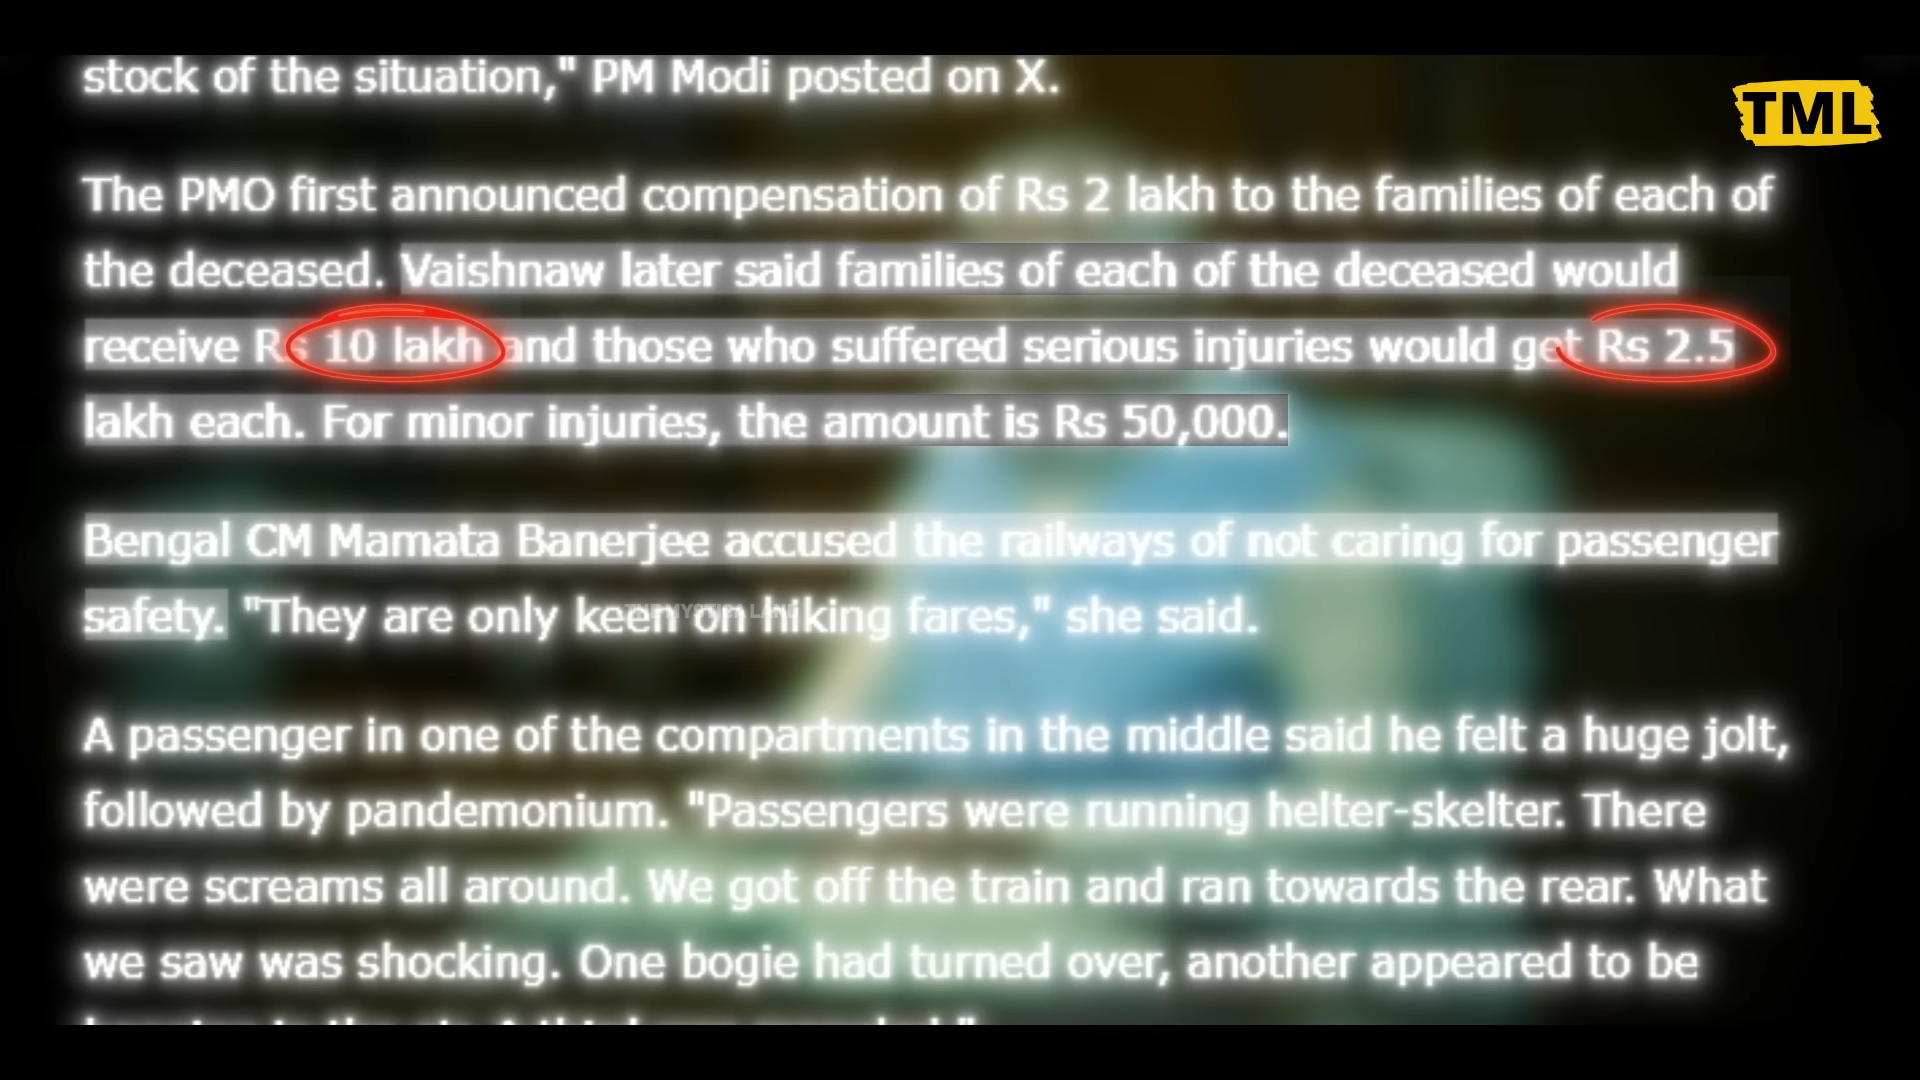 stock of the situation," PM Modi posted on X.
TML
The PMO first announced compensation of Rs 2 lakh to the families of each of
the deceased. Vaishnaw later said families of each of the deceased would
receive Rs 10 lakh and those who suffered serious injuries would get Rs 2.5
lakh each. For minor injuries, the amount is Rs 50,000.
Bengal CM Mamata Banerjee accused the railways of not caring for passenger
safety. "They are only keen on hiking fares," she said.
A passenger in one of the compartments in the middle said he felt a huge jolt,
followed by pandemonium. "Passengers were running helter-skelter. There
were screams all around. We got off the train and ran towards the rear. What
we saw was shocking. One bogie had turned over, another appeared to be